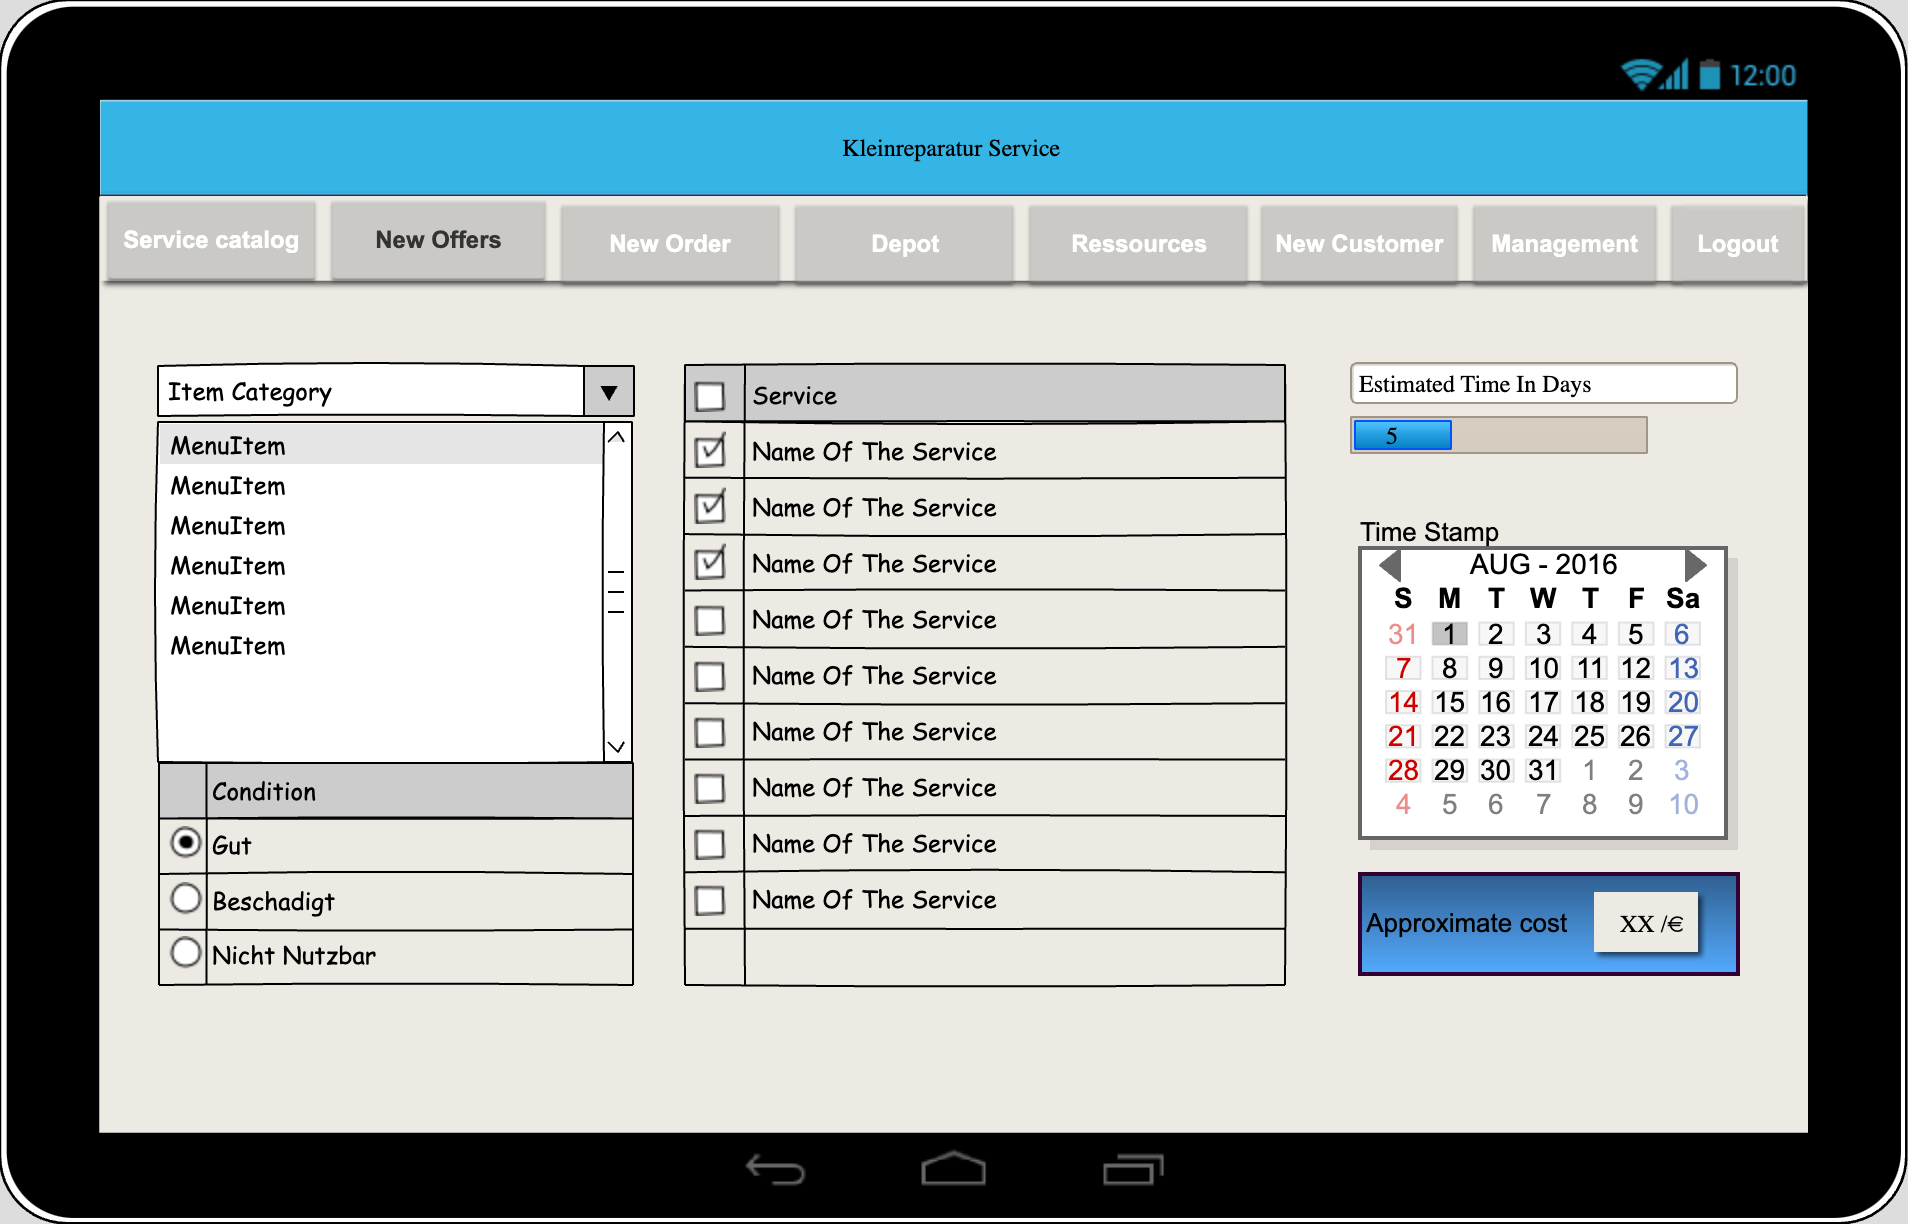 12:00
Kleinreparatur Service
Service catalog New Offers New Order Depot Ressources New Customer Management Logout
Item Category
MenuItem
MenuItem
MenuItem
MenuItem
MenuItem
MenuItem
Condition
Gut
Beschadigt
Nicht Nutzbar
Service
Name Of The Service
Name Of The Service
Name Of The Service
Name Of The Service
Name Of The Service
Name Of The Service
Name Of The Service
Name Of The Service
Name Of The Service
Estimated Time In Days
5
Time Stamp
AUG - 2016
S M T W T F Sa
31 1 2 3 4 5 6
7 8 9 10 11 12 13
14 15 16 17 18 19 20
21 22 23 24 25 26 27
28 29 30 31 1 2 3
4 5 6 7 8 9 10
Approximate cost XX /€